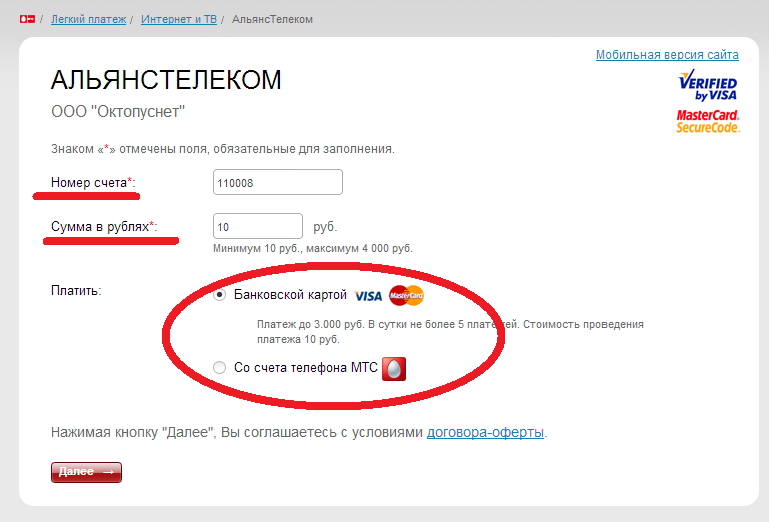 / Легкий платеж / Интернет и ТВ / АльянсТелеком
Мобильная версия сайта
АЛЬЯНСТЕЛЕКОМ
ООО "Октопуснет"
VERIFIED
by VISA
MasterCard.
SecureCode.
Знаком «*» отмечены поля, обязательные для заполнения.
Номер счета*: 110008
Сумма в рублях*: 10 руб.
Минимум 10 руб., максимум 4 000 руб.
Платить: Банковской картой VISA MasterCard
Платеж до 3.000 руб. В сутки не более 5 платежей. Стоимость проведения
платежа 10 руб.
Со счета телефона МТС
Нажимая кнопку "Далее", Вы соглашаетесь с условиями договора-оферты.
Далее →